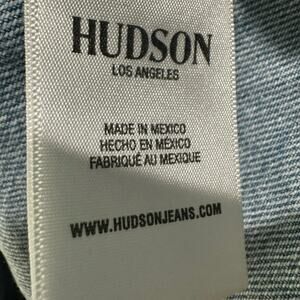 HUDSON
LOS ANGELES
MADE IN MEXICO
HECHO EN MÉXICO
FABRIQUÉ AU MEXIQUE
WWW.HUDSONJEANS.COM